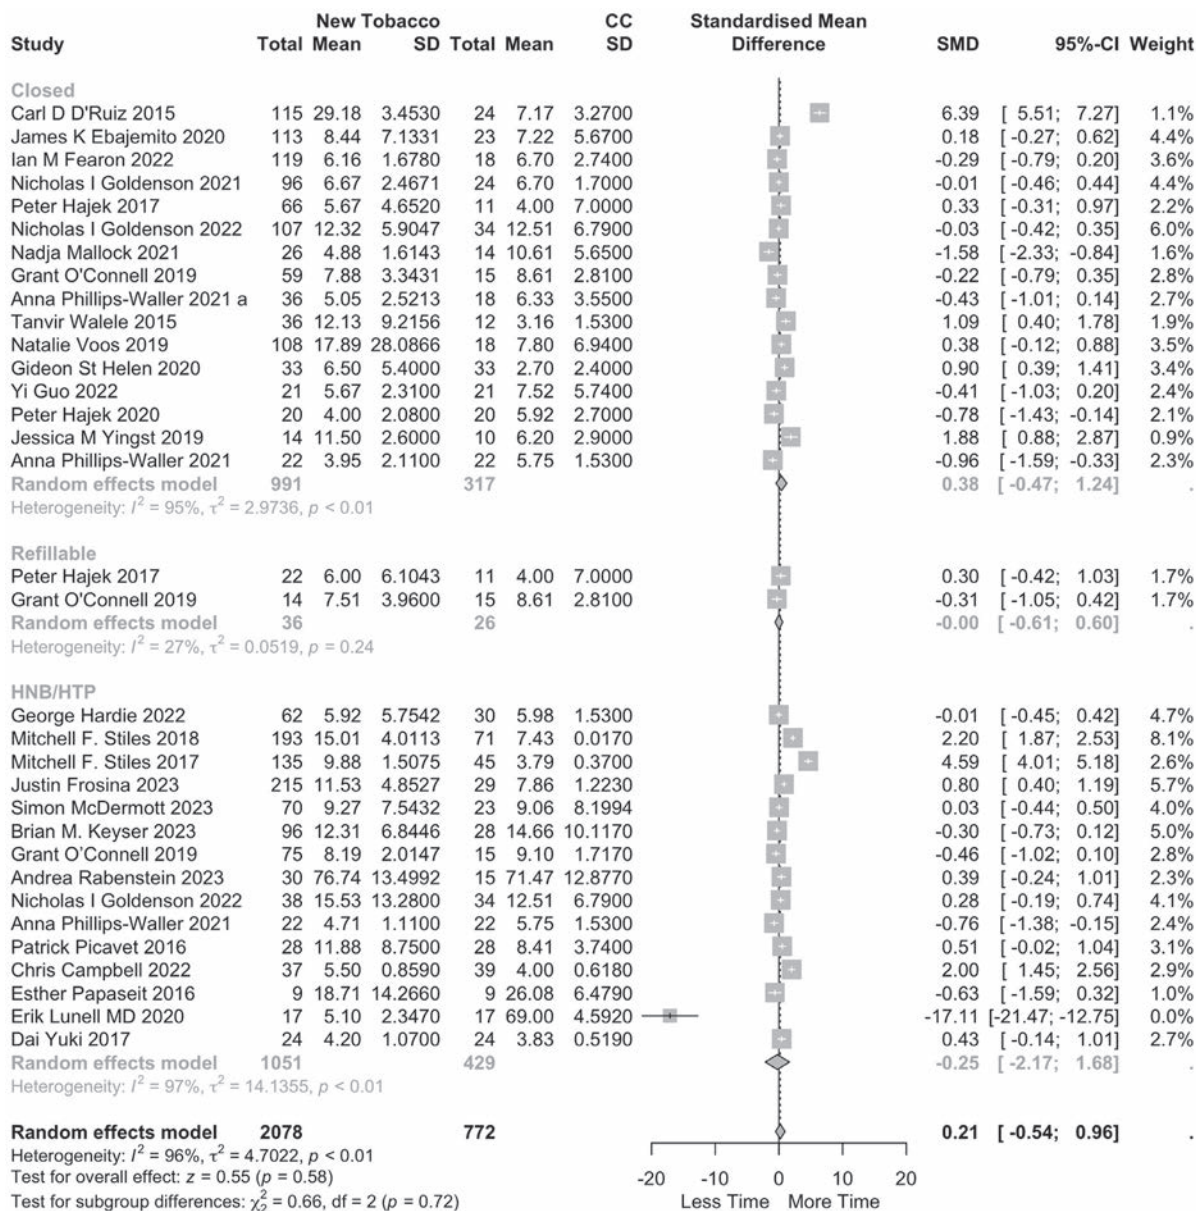 New Tobacco CC Standardised Mean
Study Total Mean SD Total Mean SD Difference SMD 95%-CI Weight
Closed
Carl D D'Ruiz 2015 115 29.18 3.4530 24 7.17 3.2700 6.39 [ 5.51; 7.27] 1.1%
James K Ebajemito 2020 113 8.44 7.1331 23 7.22 5.6700 0.18 [ -0.27; 0.62] 4.4%
Ian M Fearon 2022 119 6.16 1.6780 18 6.70 2.7400 -0.29 [ -0.79; 0.20] 3.6%
Nicholas I Goldenson 2021 96 6.67 2.4671 24 6.70 1.7000 -0.01 [ -0.46; 0.44] 4.4%
Peter Hajek 2017 66 5.67 4.6520 11 4.00 7.0000 0.33 [ -0.31; 0.97] 2.2%
Nicholas I Goldenson 2022 107 12.32 5.9047 34 12.51 6.7900 -0.03 [ -0.42; 0.35] 6.0%
Nadja Mallock 2021 26 4.88 1.6143 14 10.61 5.6500 -1.58 [ -2.33; -0.84] 1.6%
Grant O'Connell 2019 59 7.88 3.3431 15 8.61 2.8100 -0.22 [ -0.79; 0.35] 2.8%
Anna Phillips-Waller 2021 a 36 5.05 2.5213 18 6.33 3.5500 -0.43 [ -1.01; 0.14] 2.7%
Tanvir Walele 2015 36 12.13 9.2156 12 3.16 1.5300 1.09 [ 0.40; 1.78] 1.9%
Natalie Voos 2019 108 17.89 28.0866 18 7.80 6.9400 0.38 [ -0.12; 0.88] 3.5%
Gideon St Helen 2020 33 6.50 5.4000 33 2.70 2.4000 0.90 [ 0.39; 1.41] 3.4%
Yi Guo 2022 21 5.67 2.3100 21 7.52 5.7400 -0.41 [ -1.03; 0.20] 2.4%
Peter Hajek 2020 20 4.00 2.0800 20 5.92 2.7000 -0.78 [ -1.43; -0.14] 2.1%
Jessica M Yingst 2019 14 11.50 2.6000 10 6.20 2.9000 1.88 [ 0.88; 2.87] 0.9%
Anna Phillips-Waller 2021 22 3.95 2.1100 22 5.75 1.5300 -0.96 [ -1.59; -0.33] 2.3%
Random effects model 991 317 0.38 [ -0.47; 1.24] .
Heterogeneity: I² = 95%, τ² = 2.9736, p < 0.01
Refillable
Peter Hajek 2017 22 6.00 6.1043 11 4.00 7.0000 0.30 [ -0.42; 1.03] 1.7%
Grant O'Connell 2019 14 7.51 3.9600 15 8.61 2.8100 -0.31 [ -1.05; 0.42] 1.7%
Random effects model 36 26 -0.00 [ -0.61; 0.60] .
Heterogeneity: I² = 27%, τ² = 0.0519, p = 0.24
HNB/HTP
George Hardie 2022 62 5.92 5.7542 30 5.98 1.5300 -0.01 [ -0.45; 0.42] 4.7%
Mitchell F. Stiles 2018 193 15.01 4.0113 71 7.43 0.0170 2.20 [ 1.87; 2.53] 8.1%
Mitchell F. Stiles 2017 135 9.88 1.5075 45 3.79 0.3700 4.59 [ 4.01; 5.18] 2.6%
Justin Frosina 2023 215 11.53 4.8527 29 7.86 1.2230 0.80 [ 0.40; 1.19] 5.7%
Simon McDermott 2023 70 9.27 7.5432 23 9.06 8.1994 0.03 [ -0.44; 0.50] 4.0%
Brian M. Keyser 2023 96 12.31 6.8446 28 14.66 10.1170 -0.30 [ -0.73; 0.12] 5.0%
Grant O’Connell 2019 75 8.19 2.0147 15 9.10 1.7170 -0.46 [ -1.02; 0.10] 2.8%
Andrea Rabenstein 2023 30 76.74 13.4992 15 71.47 12.8770 0.39 [ -0.24; 1.01] 2.3%
Nicholas I Goldenson 2022 38 15.53 13.2800 34 12.51 6.7900 0.28 [ -0.19; 0.74] 4.1%
Anna Phillips-Waller 2021 22 4.71 1.1100 22 5.75 1.5300 -0.76 [ -1.38; -0.15] 2.4%
Patrick Picavet 2016 28 11.88 8.7500 28 8.41 3.7400 0.51 [ -0.02; 1.04] 3.1%
Chris Campbell 2022 37 5.50 0.8590 39 4.00 0.6180 2.00 [ 1.45; 2.56] 2.9%
Esther Papaseit 2016 9 18.71 14.2660 9 26.08 6.4790 -0.63 [ -1.59; 0.32] 1.0%
Erik Lunell MD 2020 17 5.10 2.3470 17 69.00 4.5920 -17.11 [-21.47; -12.75] 0.0%
Dai Yuki 2017 24 4.20 1.0700 24 3.83 0.5190 0.43 [ -0.14; 1.01] 2.7%
Random effects model 1051 429 -0.25 [ -2.17; 1.68] .
Heterogeneity: I² = 97%, τ² = 14.1355, p < 0.01
Random effects model 2078 772 0.21 [ -0.54; 0.96] .
Heterogeneity: I² = 96%, τ² = 4.7022, p < 0.01
Test for overall effect: z = 0.55 (p = 0.58)
-20 -10 0 10 20
Test for subgroup differences: χ²₂ = 0.66, df = 2 (p = 0.72) Less Time More Time